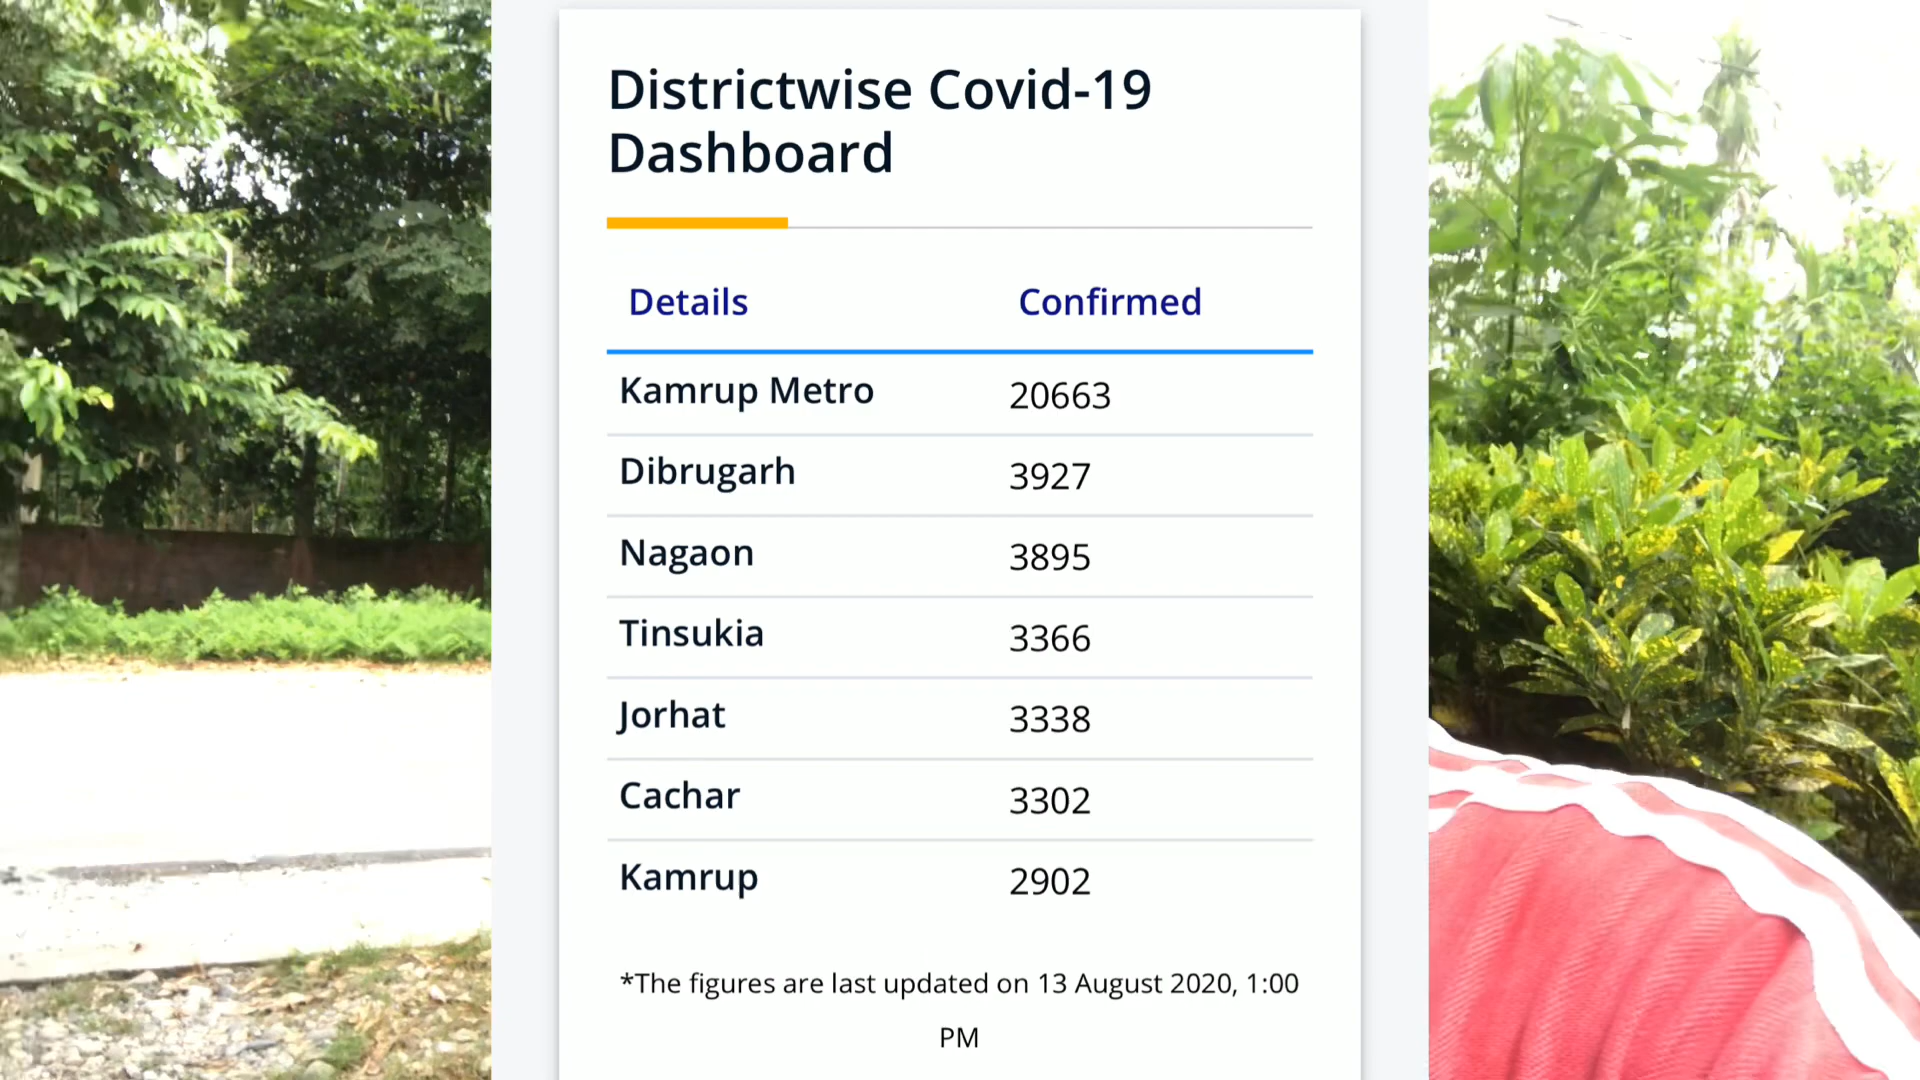 Districtwise Covid-19
Dashboard
Details Confirmed
Kamrup Metro 20663
Dibrugarh 3927
Nagaon 3895
Tinsukia 3366
Jorhat 3338
Cachar 3302
Kamrup 2902
*The figures are last updated on 13 August 2020, 1:00
PM